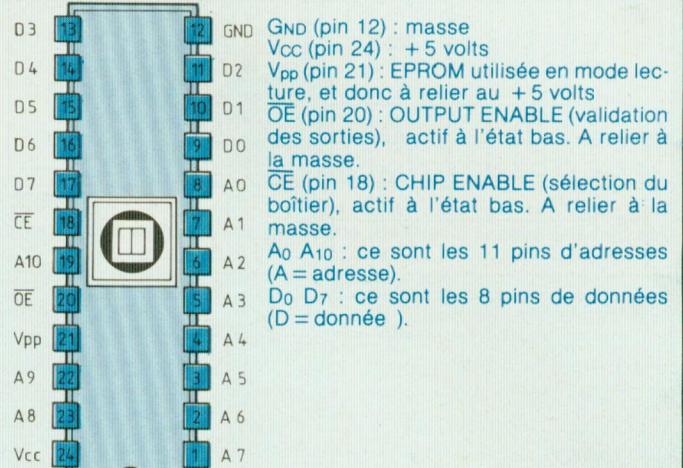 D3 13 12 GND
D4 14 11 D2
D5 15 10 D1
D6 16 9 D0
D7 17 8 A0
CE 18 7 A1
A10 19 6 A2
OE 20 5 A3
Vpp 21 4 A4
A9 22 3 A5
A8 23 2 A6
Vcc 24 1 A7
GND (pin 12) : masse
Vcc (pin 24) : + 5 volts
Vpp (pin 21) : EPROM utilisée en mode lec-
ture, et donc à relier au + 5 volts
OE (pin 20) : OUTPUT ENABLE (validation
des sorties), actif à l'état bas. A relier à
la masse.
CE (pin 18) : CHIP ENABLE (sélection du
boîtier), actif à l'état bas. A relier à la
masse.
A0 A10 : ce sont les 11 pins d'adresses
(A = adresse).
D0 D7 : ce sont les 8 pins de données
(D = donnée ).